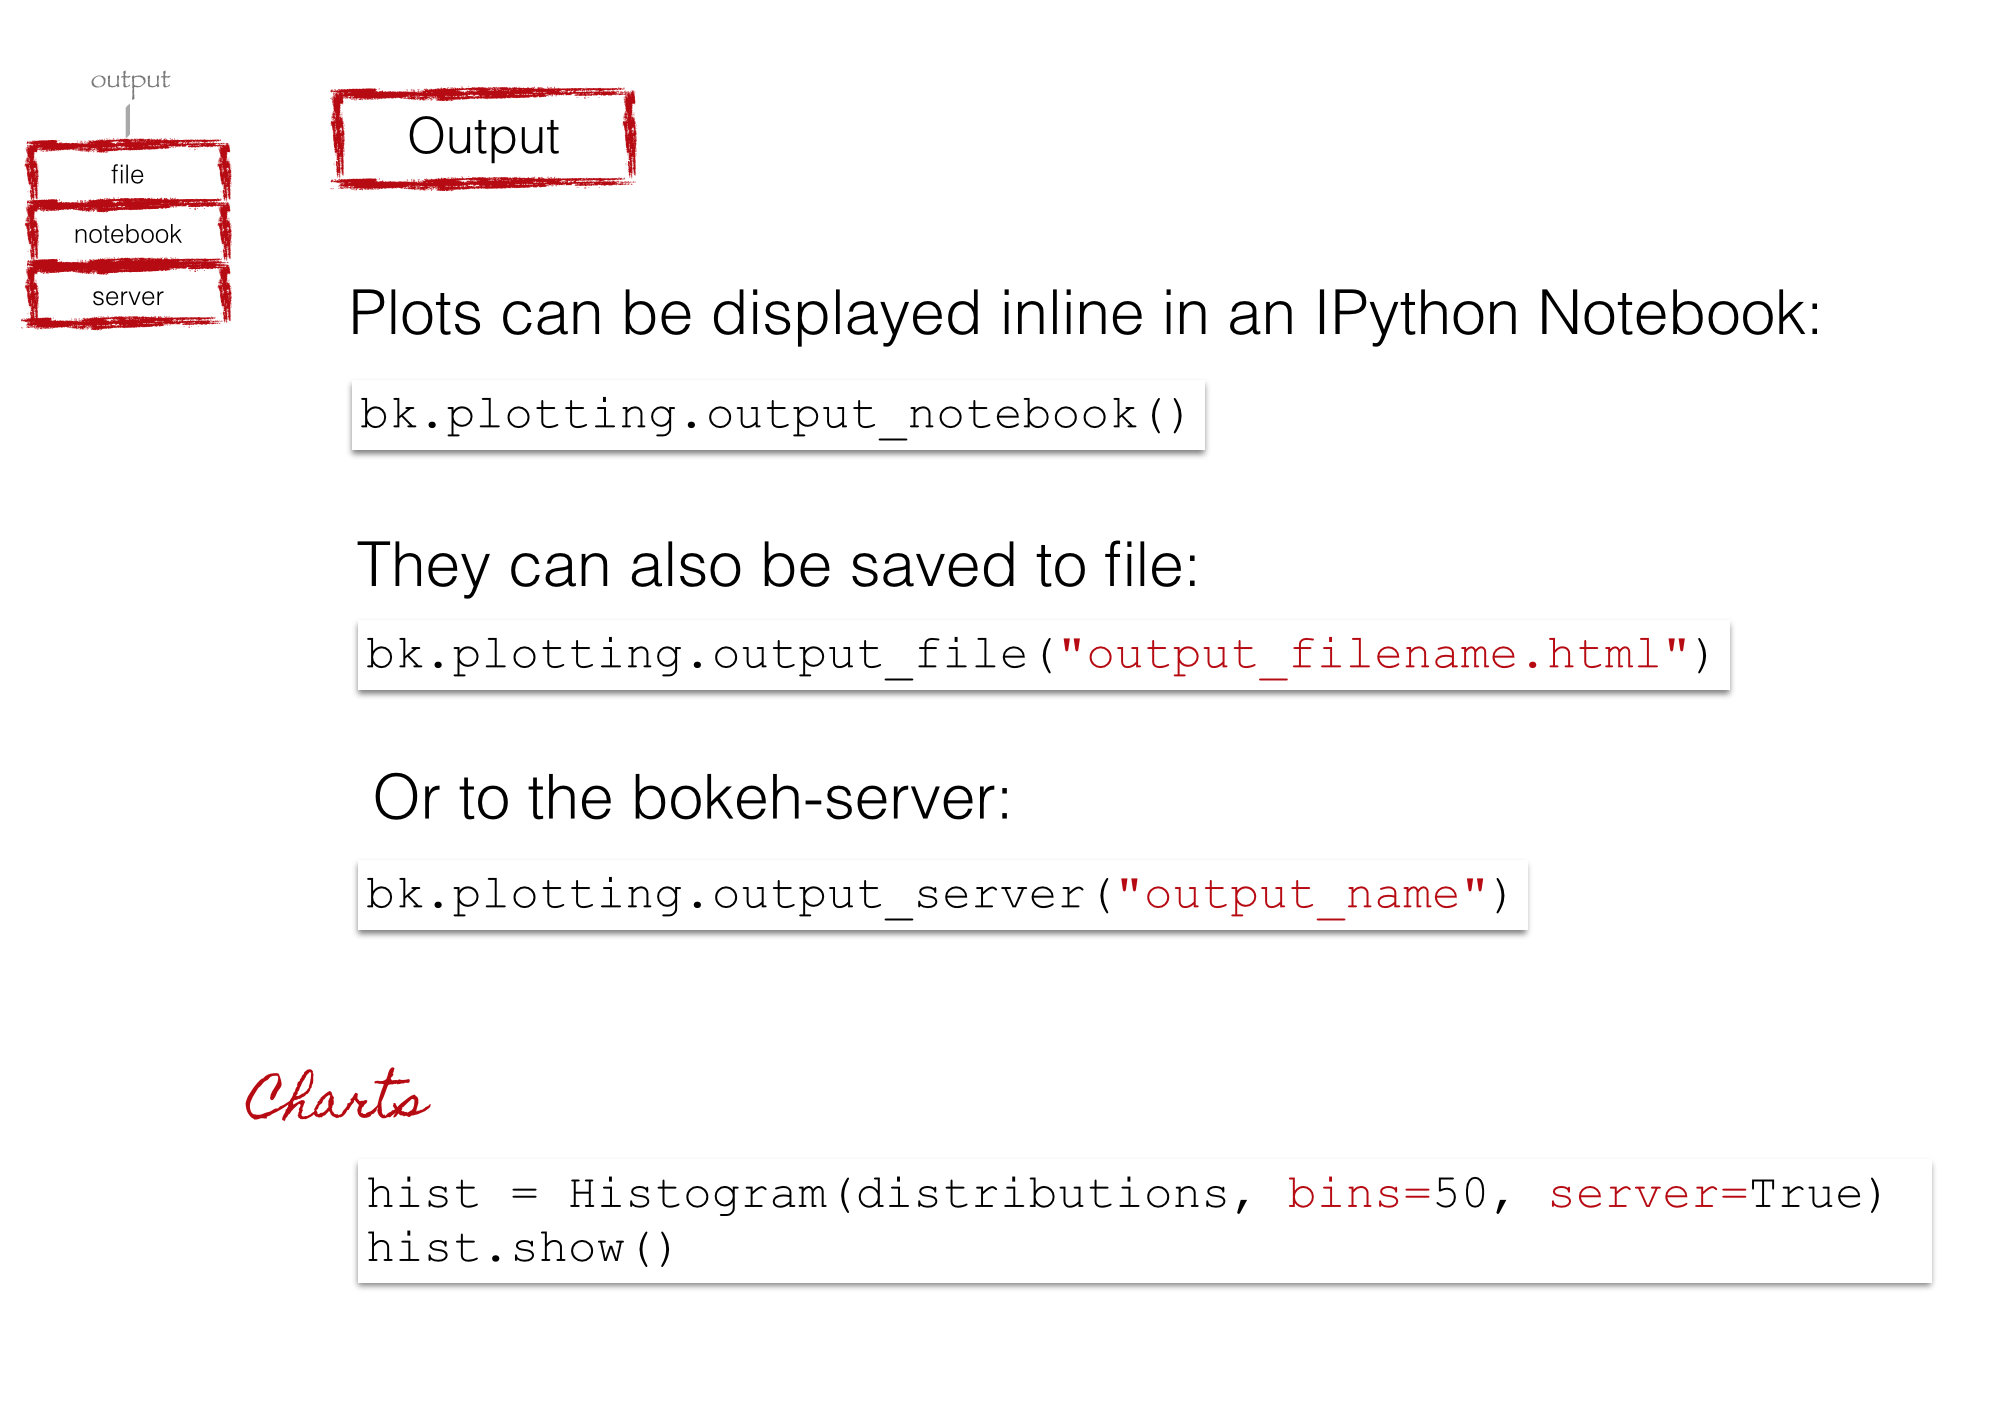 output
file
notebook
server
Output
Plots can be displayed inline in an IPython Notebook:
bk.plotting.output_notebook()
They can also be saved to file:
bk.plotting.output_file("output_filename.html")
Or to the bokeh-server:
bk.plotting.output_server("output_name")
Charts
hist = Histogram(distributions, bins=50, server=True)
hist.show()